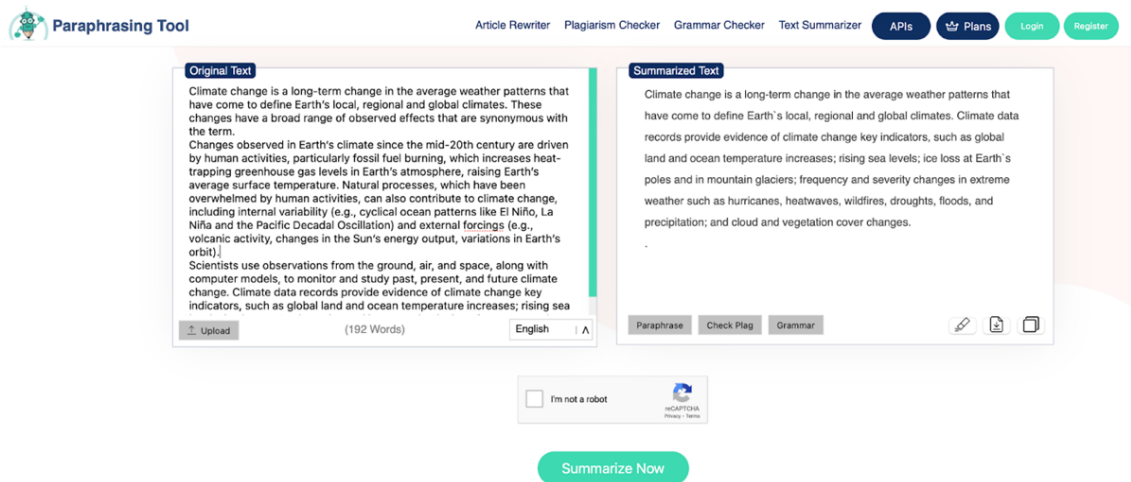 Paraphrasing Tool
Article Rewriter Plagiarism Checker Grammar Checker Text Summarizer APIs Plans Login Register
Original Text
Climate change is a long-term change in the average weather patterns that
have come to define Earth's local, regional and global climates. These
changes have a broad range of observed effects that are synonymous with
the term.
Changes observed in Earth's climate since the mid-20th century are driven
by human activities, particularly fossil fuel burning, which increases heat-
trapping greenhouse gas levels in Earth's atmosphere, raising Earth's
average surface temperature. Natural processes, which have been
overwhelmed by human activities, can also contribute to climate change,
including internal variability (e.g., cyclical ocean patterns like El Niño, La
Niña and the Pacific Decadal Oscillation) and external forcings (e.g.,
volcanic activity, changes in the Sun's energy output, variations in Earth's
orbit).
Scientists use observations from the ground, air, and space, along with
computer models, to monitor and study past, present, and future climate
change. Climate data records provide evidence of climate change key
indicators, such as global land and ocean temperature increases; rising sea
Upload (192 Words) English
Summarized Text
Climate change is a long-term change in the average weather patterns that
have come to define Earth`s local, regional and global climates. Climate data
records provide evidence of climate change key indicators, such as global
land and ocean temperature increases; rising sea levels; ice loss at Earth`s
poles and in mountain glaciers; frequency and severity changes in extreme
weather such as hurricanes, heatwaves, wildfires, droughts, floods, and
precipitation; and cloud and vegetation cover changes.
.
Paraphrase Check Plag Grammar
I'm not a robot
reCAPTCHA
Privacy - Terms
Summarize Now